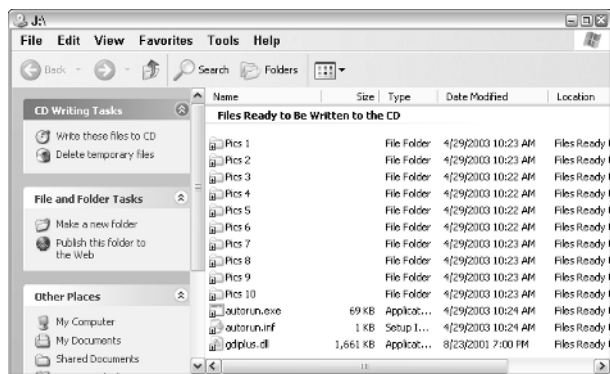 J:\
File Edit View Favorites Tools Help
Back Search Folders
Name Size Type Date Modified Location
CD Writing Tasks
Write these files to CD
Delete temporary files
File and Folder Tasks
Make a new folder
Publish this folder to
the Web
Other Places
My Computer
My Documents
Shared Documents
Files Ready to Be Written to the CD
Pics 1 File Folder 4/29/2003 10:23 AM Files Ready
Pics 2 File Folder 4/29/2003 10:23 AM Files Ready
Pics 3 File Folder 4/29/2003 10:22 AM Files Ready
Pics 4 File Folder 4/29/2003 10:22 AM Files Ready
Pics 5 File Folder 4/29/2003 10:22 AM Files Ready
Pics 6 File Folder 4/29/2003 10:22 AM Files Ready
Pics 7 File Folder 4/29/2003 10:23 AM Files Ready
Pics 8 File Folder 4/29/2003 10:23 AM Files Ready
Pics 9 File Folder 4/29/2003 10:23 AM Files Ready
Pics 10 File Folder 4/29/2003 10:23 AM Files Ready
autorun.exe 69 KB Applicat... 4/29/2003 10:24 AM Files Ready
autorun.inf 1 KB Setup I... 4/29/2003 10:24 AM Files Ready
gdiplus.dll 1,661 KB Applicat... 8/23/2001 7:00 PM Files Ready